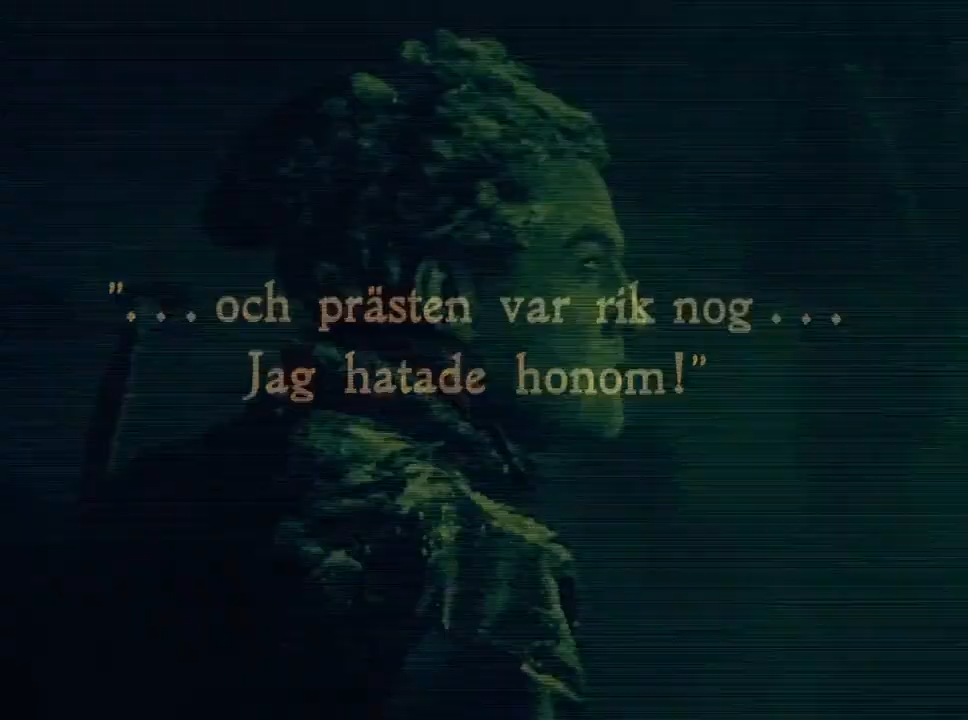 ". . . och prästen var rik nog . . .
Jag hatade honom!"